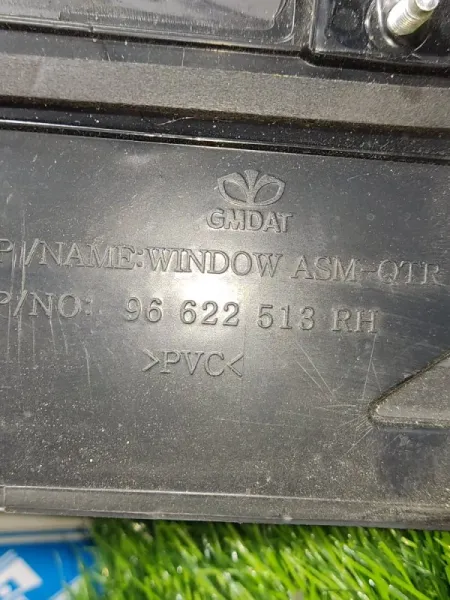 GMDAT
P/NAME:WINDOW ASM-QTR
P/NO: 96 622 513 RH
>PVC<